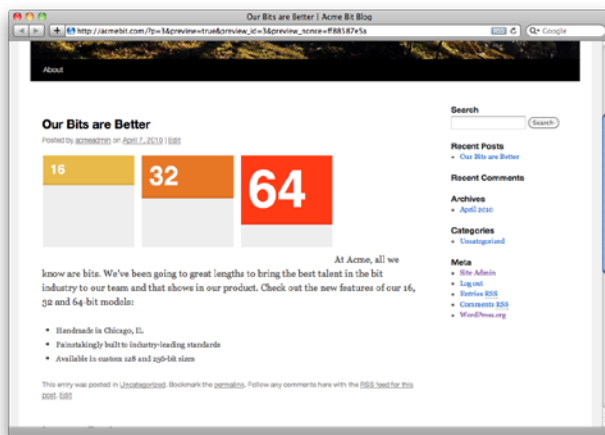 Our Bits are Better | Acme Bit Blog
http://acmebit.com/?p=3&preview=true&preview_id=3&preview_nonce=ff88587e5a
RSS
Google
About
Our Bits are Better
Posted by acmeadmin on April 7, 2010 | Edit
16
32
64
At Acme, all we
know are bits. We've been going to great lengths to bring the best talent in the bit
industry to our team and that shows in our product. Check out the new features of our 16,
32 and 64-bit models:
Handmade in Chicago, IL
Painstakingly built to industry-leading standards
Available in custom 128 and 256-bit sizes
This entry was posted in Uncategorized. Bookmark the permalink. Follow any comments here with the RSS feed for this
post. Edit
Search
Search
Recent Posts
Our Bits are Better
Recent Comments
Archives
April 2010
Categories
Uncategorized
Meta
Site Admin
Log out
Entries RSS
Comments RSS
WordPress.org